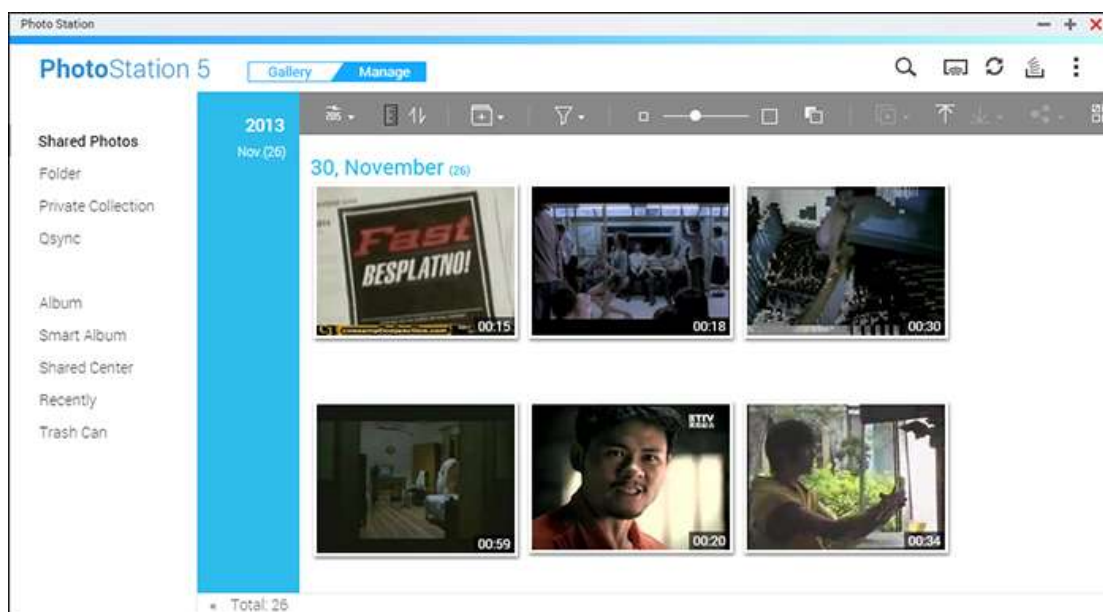 Photo Station
PhotoStation 5
Gallery
Manage
Shared Photos
Folder
Private Collection
Qsync
Album
Smart Album
Shared Center
Recently
Trash Can
2013
Nov.(26)
30, November (26)
Fast
BESPLATNO!
00:15
00:18
00:30
00:59
ETTV
00:20
00:34
Total: 26